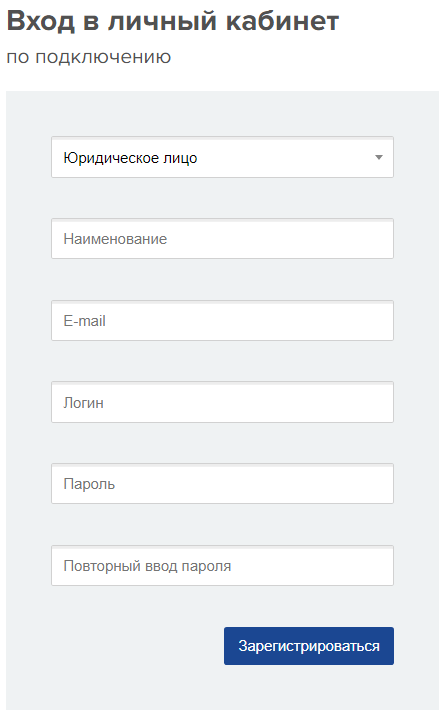 Вход в личный кабинет
по подключению
Юридическое лицо
Наименование
E-mail
Логин
Пароль
Повторный ввод пароля
Зарегистрироваться